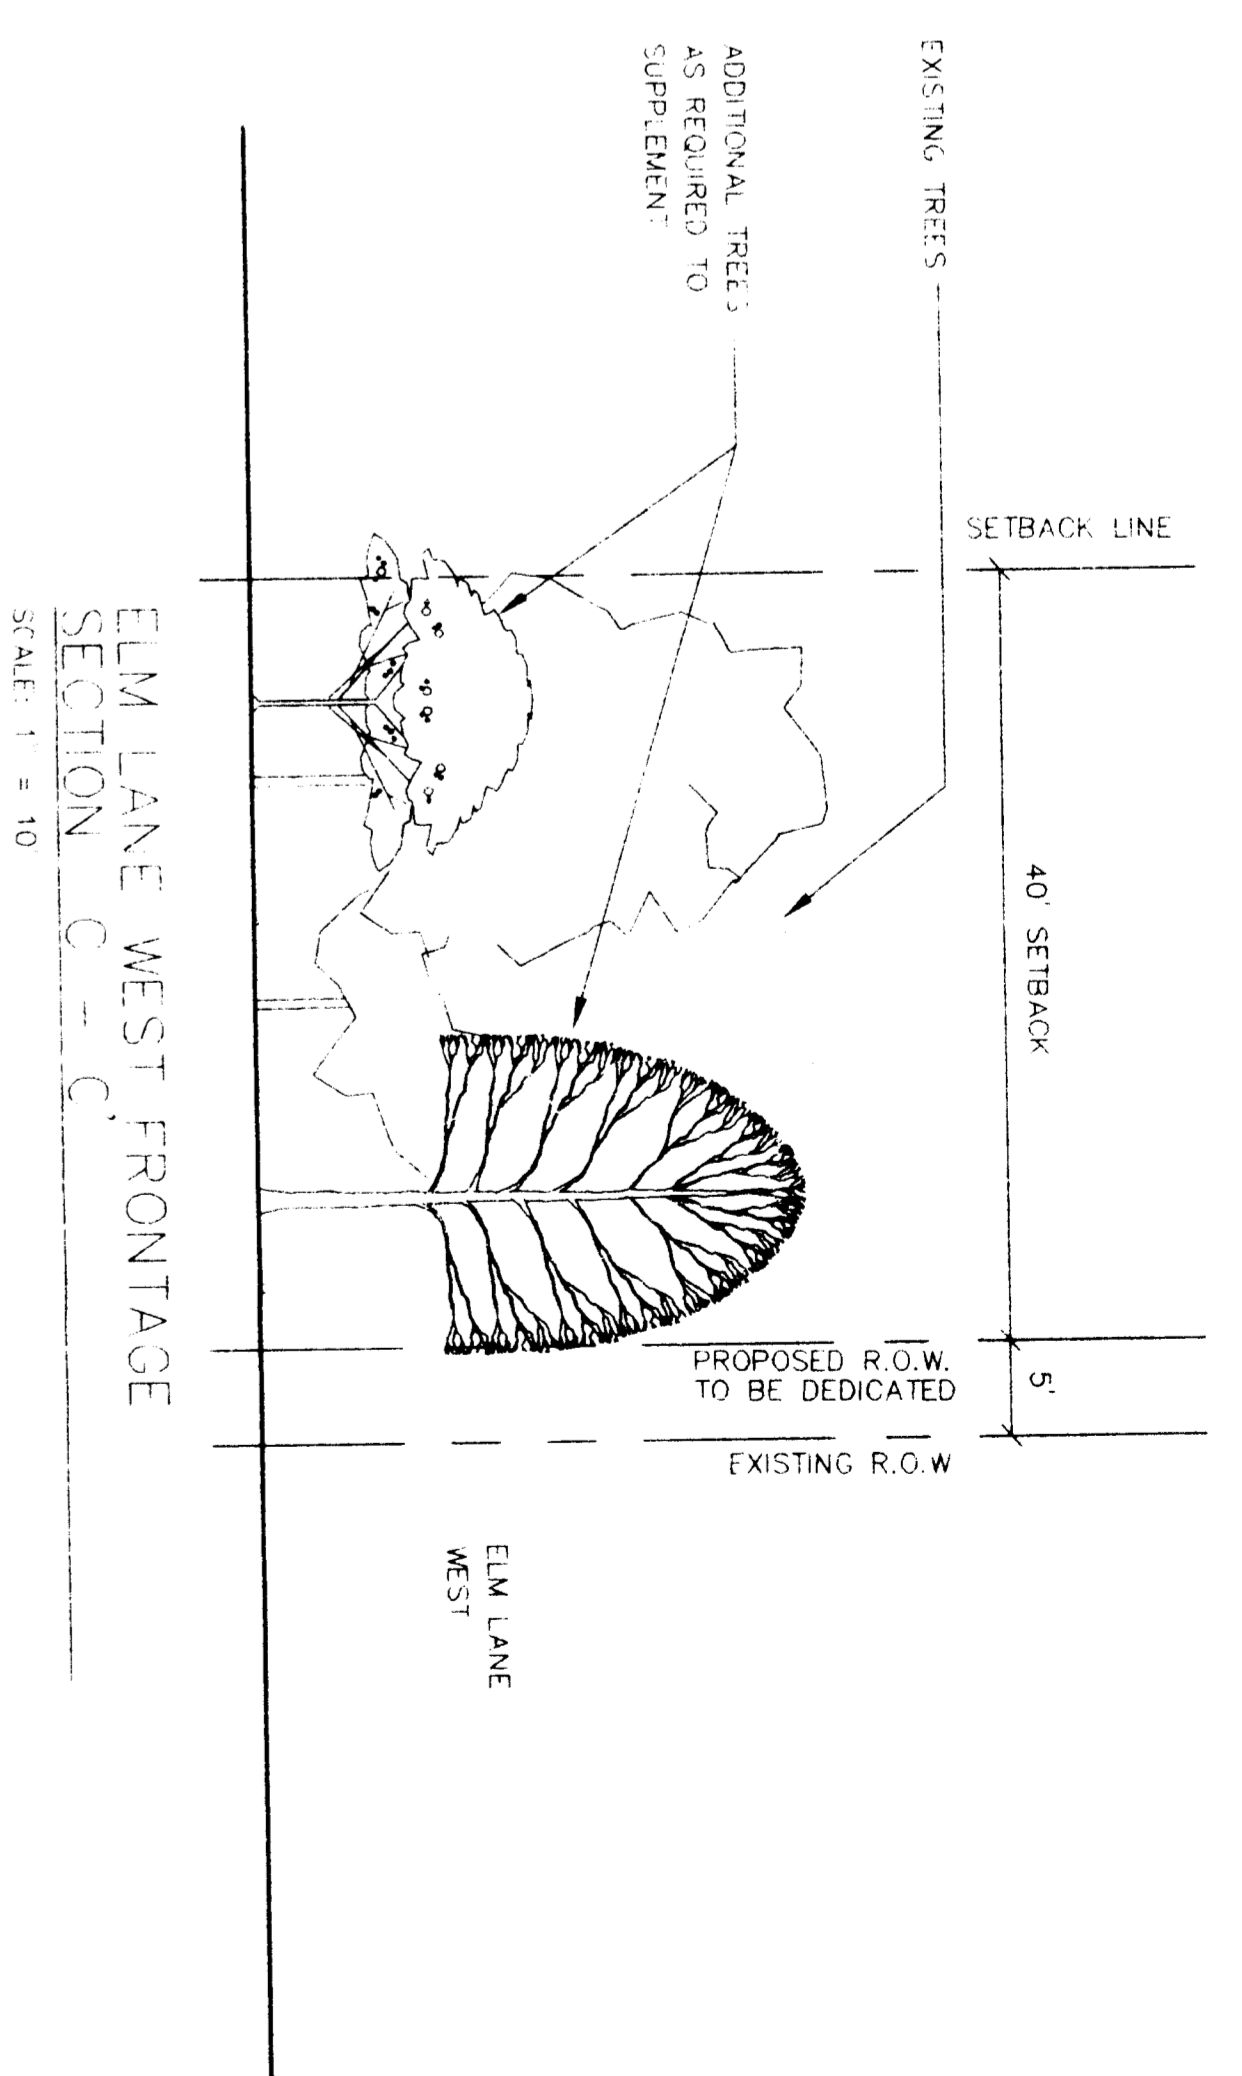 EXISTING TREES
ADDITIONAL TREES
AS REQUIRED TO
SUPPLEMENT
SETBACK LINE
40' SETBACK
5'
PROPOSED R.O.W.
TO BE DEDICATED
EXISTING R.O.W
ELM LANE
WEST
ELM LANE WEST FRONTAGE
SECTION C - C'
SCALE: 1" = 10'